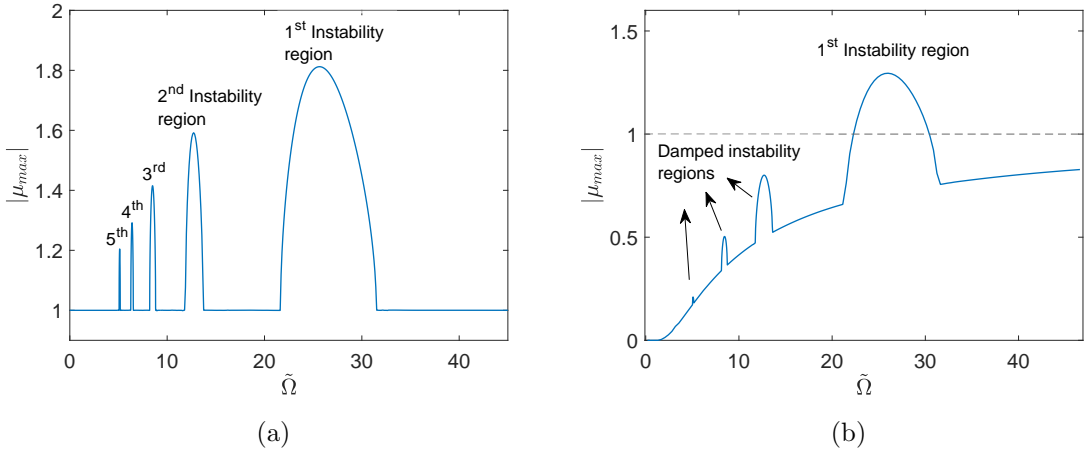 2
1.8
1.6
1.4
1.2
1
0
10
20
30
40
|μ_max|
Ω̃
1st Instability
region
2nd Instability
region
3rd
4th
5th
(a)
1.5
1
0.5
0
0
10
20
30
40
|μ_max|
Ω̃
1st Instability region
Damped instability
regions
(b)